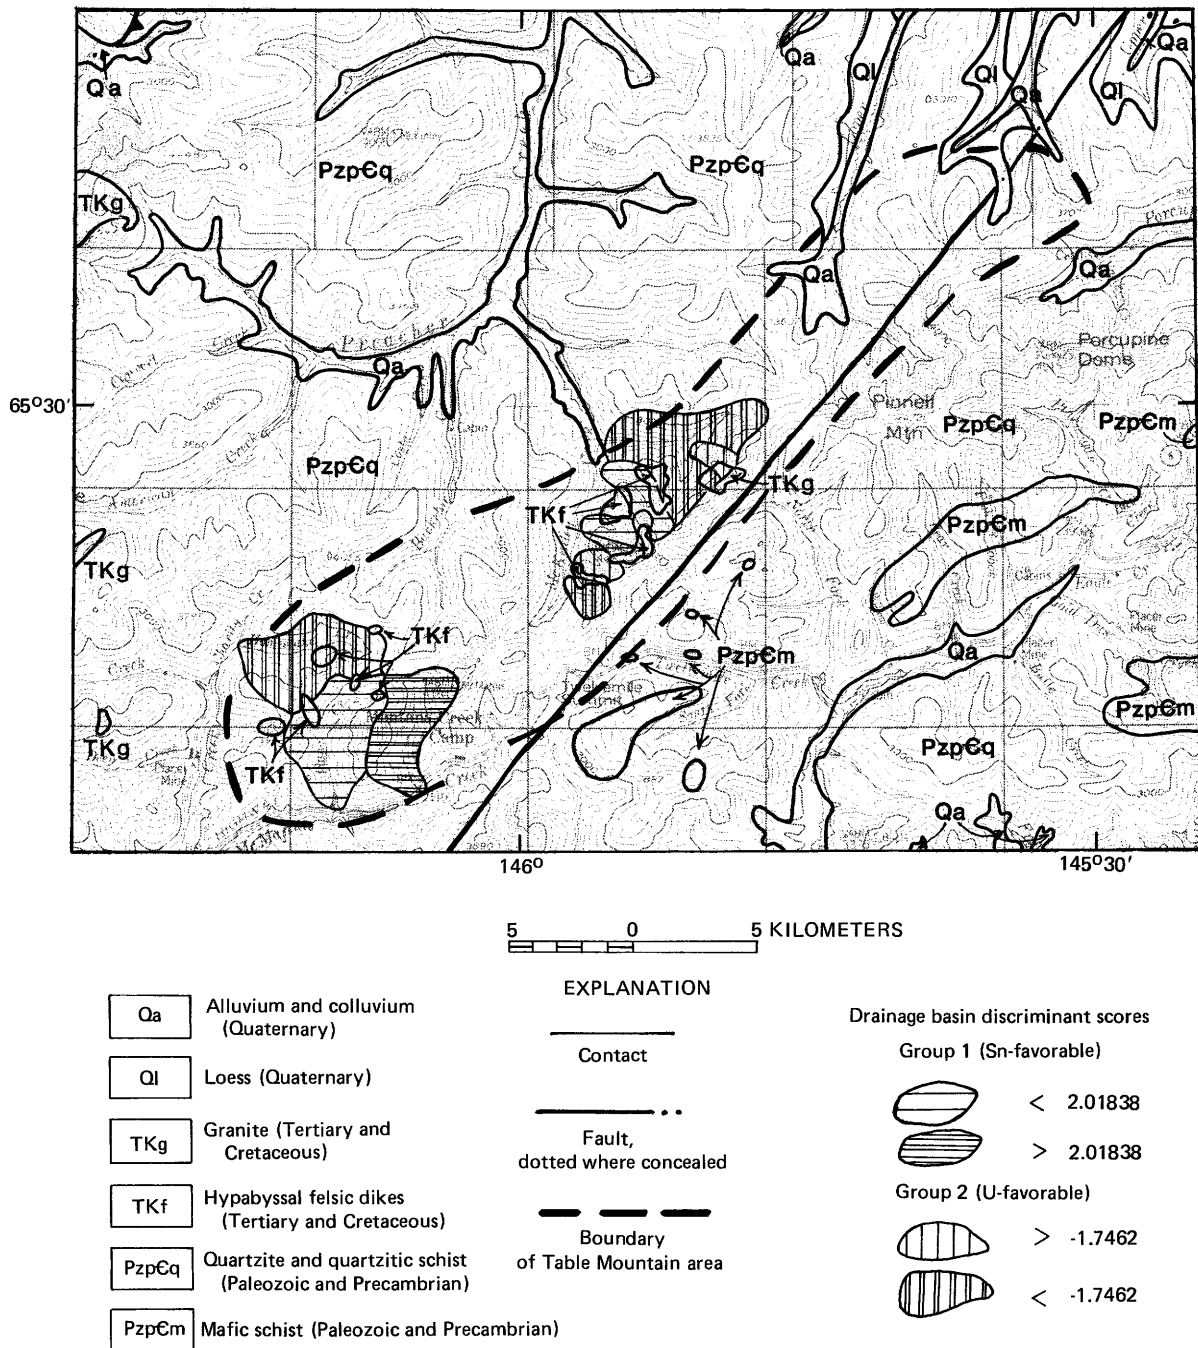 Qa
Qa
Ql
Ql
Qa
Ql
Qa
PzpЄq
PzpЄq
TKg
Qa
Qa
Preacher
Qa
Porcupine
Dome
65°30'
Pinnell
Mtn
PzpЄq
PzpЄm
PzpЄq
TKg
TKf
PzpЄm
TKg
TKf
PzpЄm
Qa
TKg
TKf
PzpЄm
PzpЄq
Qa
146°
145°30'
5 0 5 KILOMETERS
EXPLANATION
Qa Alluvium and colluvium
(Quaternary)
Ql Loess (Quaternary)
TKg Granite (Tertiary and
Cretaceous)
TKf Hypabyssal felsic dikes
(Tertiary and Cretaceous)
PzpЄq Quartzite and quartzitic schist
(Paleozoic and Precambrian)
PzpЄm Mafic schist (Paleozoic and Precambrian)
Contact
Fault,
dotted where concealed
Boundary
of Table Mountain area
Drainage basin discriminant scores
Group 1 (Sn-favorable)
< 2.01838
> 2.01838
Group 2 (U-favorable)
> -1.7462
< -1.7462